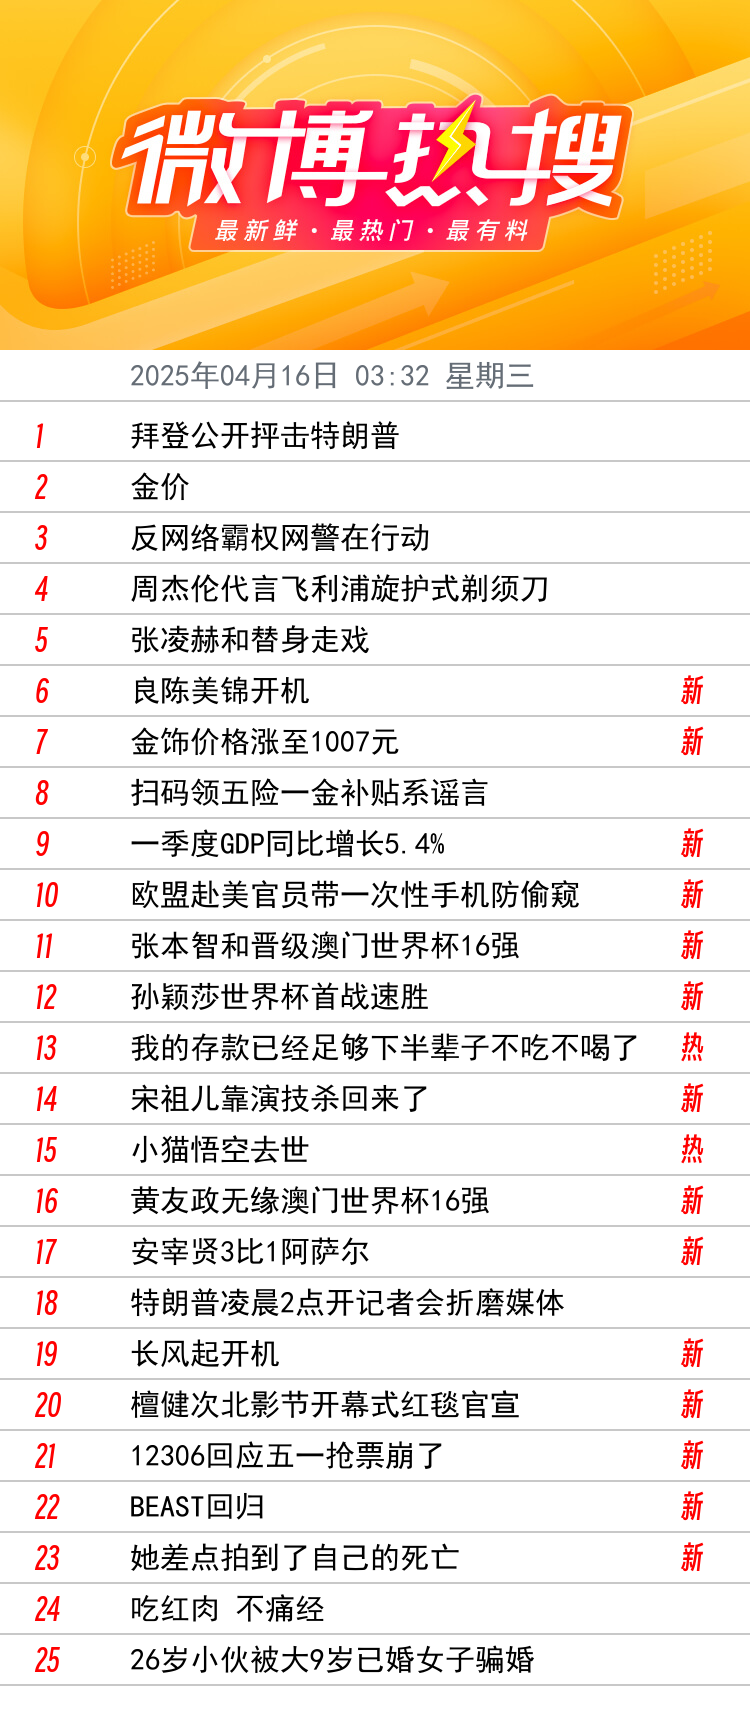 微博热搜
最新鲜·最热门·最有料
2025年04月16日 03:32 星期三
1 拜登公开抨击特朗普
2 金价
3 反网络霸权网警在行动
4 周杰伦代言飞利浦旋护式剃须刀
5 张凌赫和替身走戏
6 良陈美锦开机 新
7 金饰价格涨至1007元 新
8 扫码领五险一金补贴系谣言
9 一季度GDP同比增长5.4% 新
10 欧盟赴美官员带一次性手机防偷窥 新
11 张本智和晋级澳门世界杯16强 新
12 孙颖莎世界杯首战速胜 新
13 我的存款已经足够下半辈子不吃不喝了 热
14 宋祖儿靠演技杀回来了 新
15 小猫悟空去世 热
16 黄友政无缘澳门世界杯16强 新
17 安宰贤3比1阿萨尔 新
18 特朗普凌晨2点开记者会折磨媒体
19 长风起开机 新
20 檀健次北影节开幕式红毯官宣 新
21 12306回应五一抢票崩了 新
22 BEAST回归 新
23 她差点拍到了自己的死亡 新
24 吃红肉 不痛经
25 26岁小伙被大9岁已婚女子骗婚